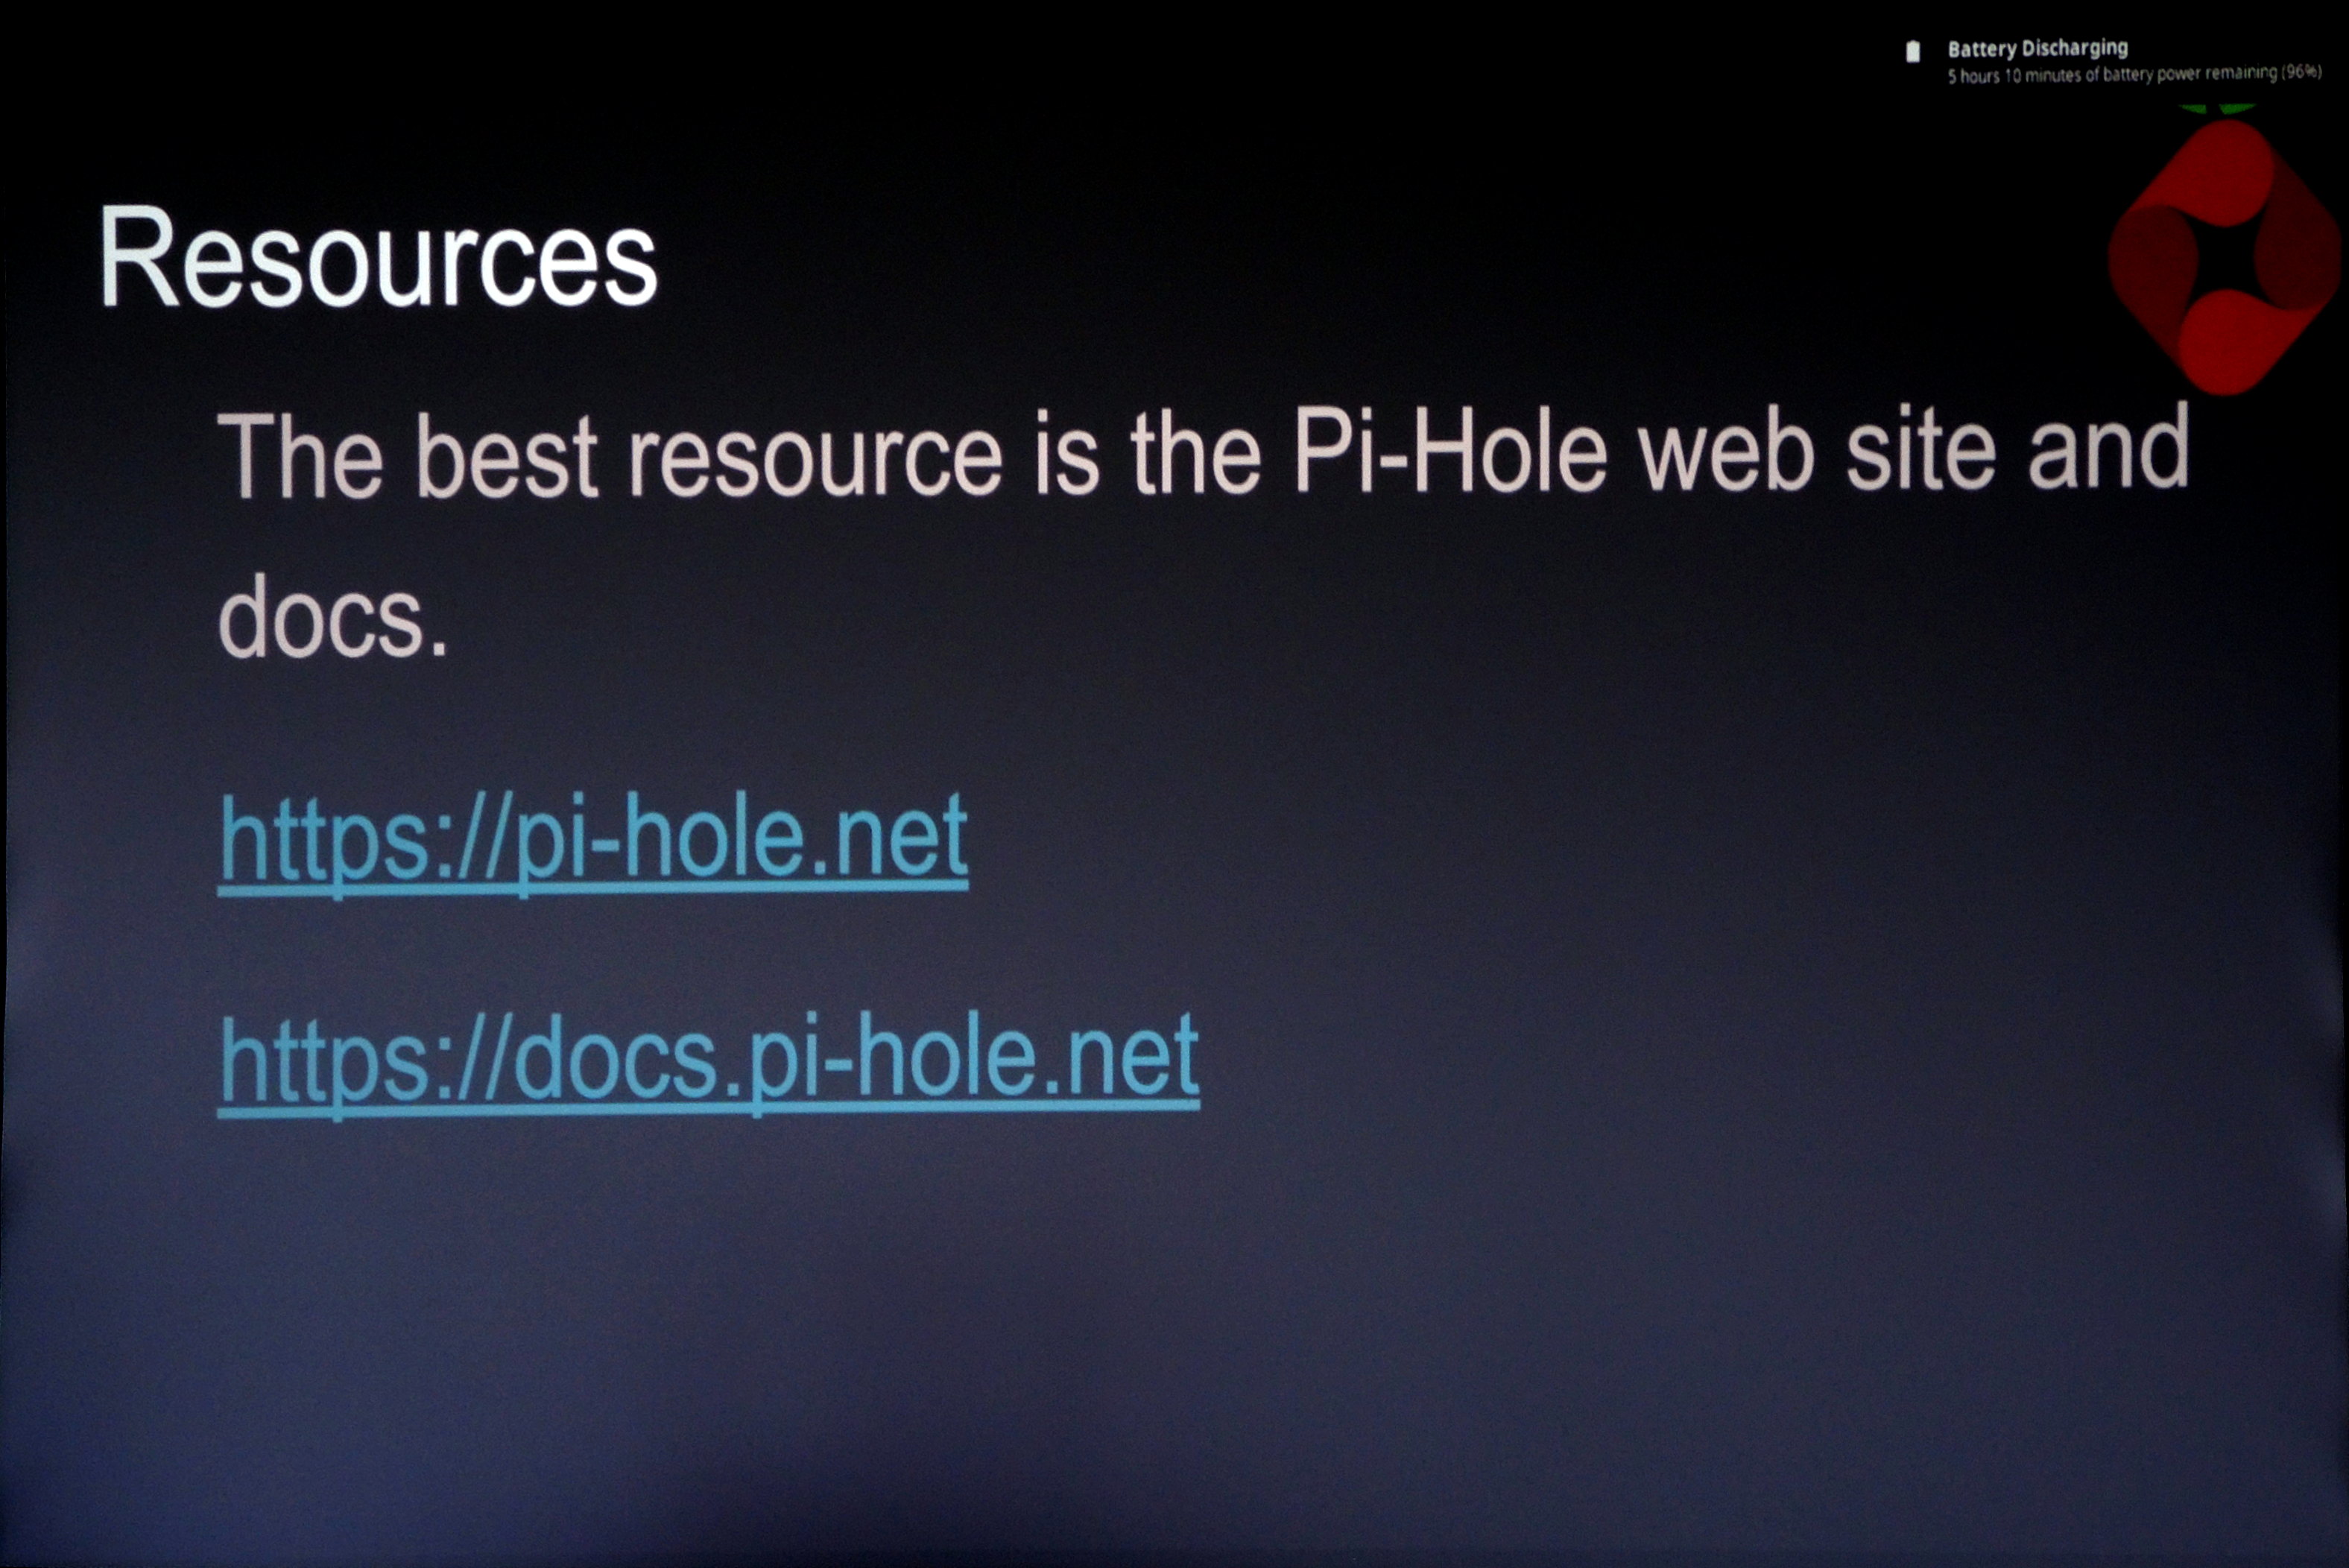 Battery Discharging
5 hours 10 minutes of battery power remaining (96%)
Resources
The best resource is the Pi-Hole web site and
docs.
https://pi-hole.net
https://docs.pi-hole.net